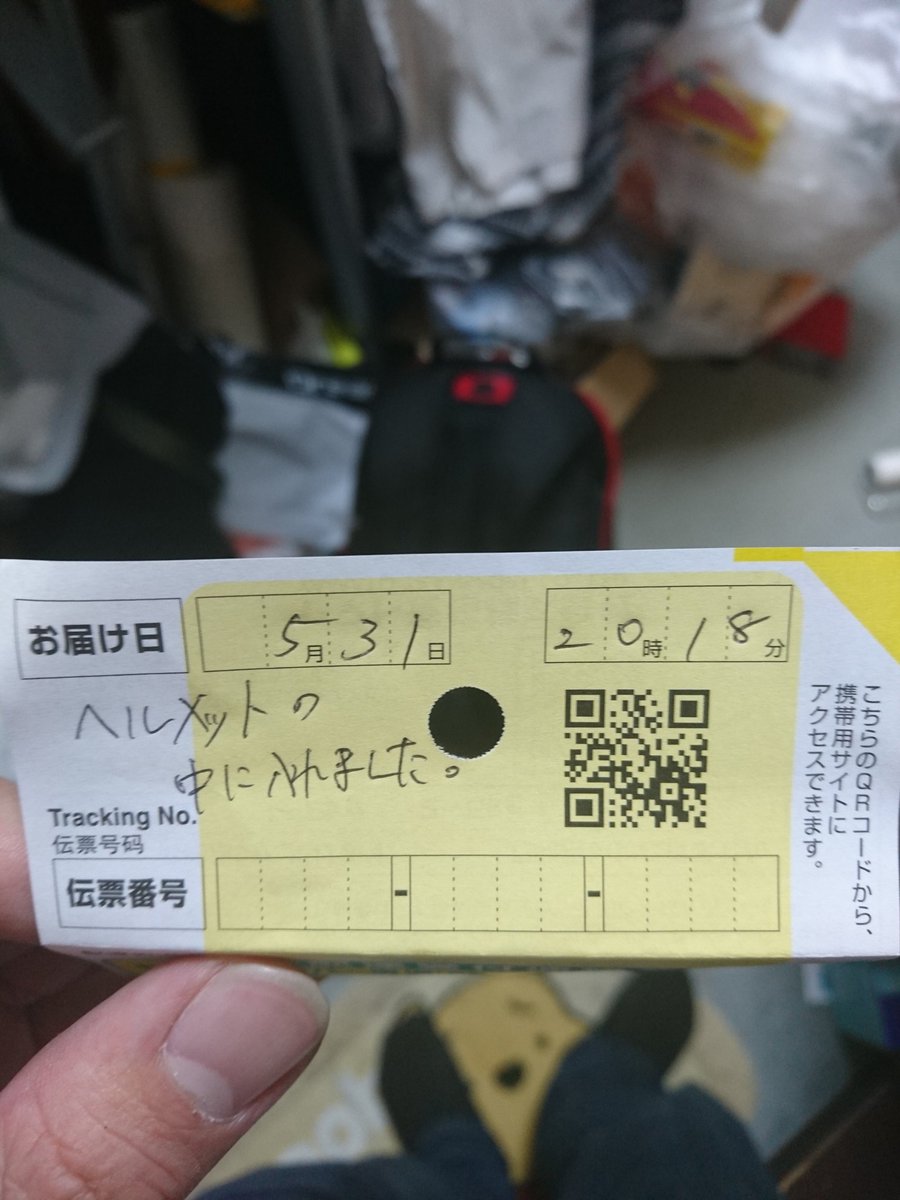 お届け日 5月31日 20時18分
ヘルメットの
中に入れました。
Tracking No.
伝票号码
伝票番号 - -
こちらのQRコードから、
携帯用サイトに
アクセスできます。